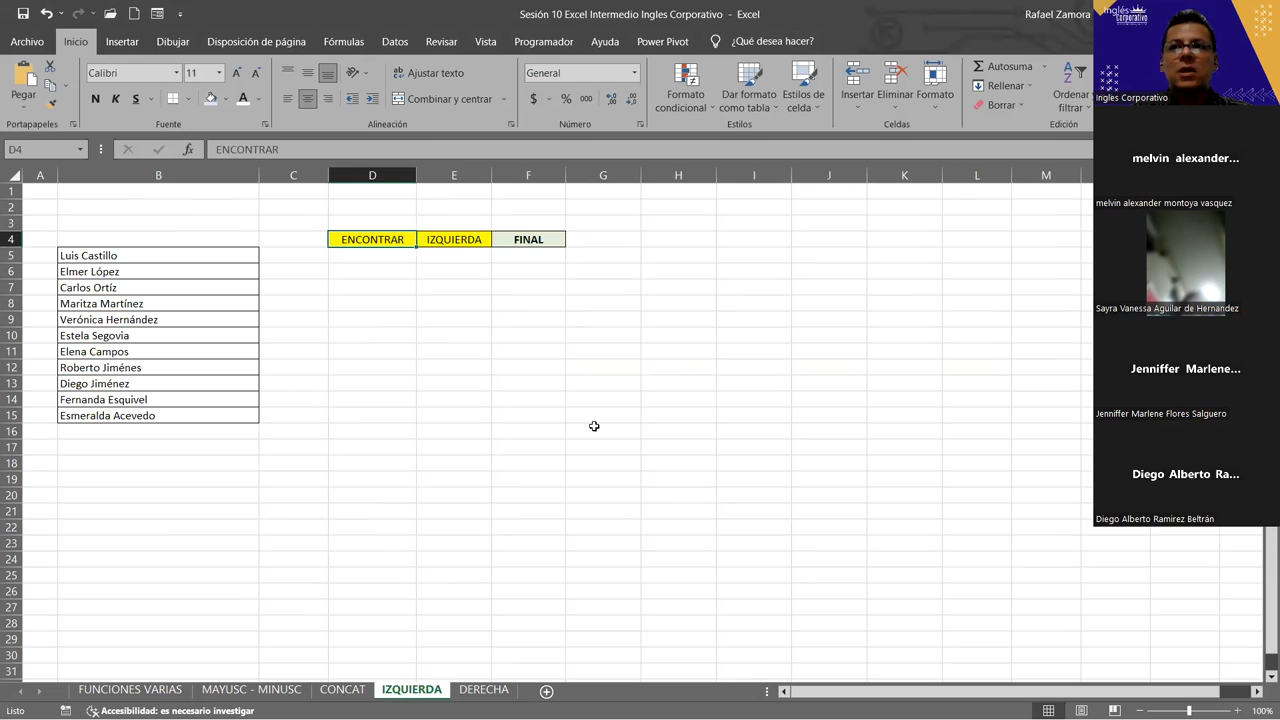 Sesión 10 Excel Intermedio Ingles Corporativo - Excel
Rafael Zamora
Archivo Inicio Insertar Dibujar Disposición de página Fórmulas Datos Revisar Vista Programador Ayuda Power Pivot ¿Qué desea hacer?
Pegar
Portapapeles
Calibri 11
N K S
Fuente
Ajustar texto
Combinar y centrar
Alineación
General
$ % 000
Número
Formato condicional
Dar formato como tabla
Estilos de celda
Estilos
Insertar Eliminar Formato
Celdas
Autosuma
Rellenar
Borrar
Ordenar
filtrar
Edición
D4 fx ENCONTRAR
A B C D E F G H I J K L M
1
2
3
4 ENCONTRAR IZQUIERDA FINAL
5 Luis Castillo
6 Elmer López
7 Carlos Ortíz
8 Maritza Martínez
9 Verónica Hernández
10 Estela Segovia
11 Elena Campos
12 Roberto Jiménes
13 Diego Jiménez
14 Fernanda Esquivel
15 Esmeralda Acevedo
16
17
18
19
20
21
22
23
24
25
26
27
28
29
30
31
FUNCIONES VARIAS MAYUSC - MINUSC CONCAT IZQUIERDA DERECHA
Listo Accesibilidad: es necesario investigar 100%
Inglés
Corporativo
Ingles Corporativo
melvin alexander...
melvin alexander montoya vasquez
Sayra Vanessa Aguilar de Hernandez
Jenniffer Marlene...
Jenniffer Marlene Flores Salguero
Diego Alberto Ra...
Diego Alberto Ramirez Beltrán